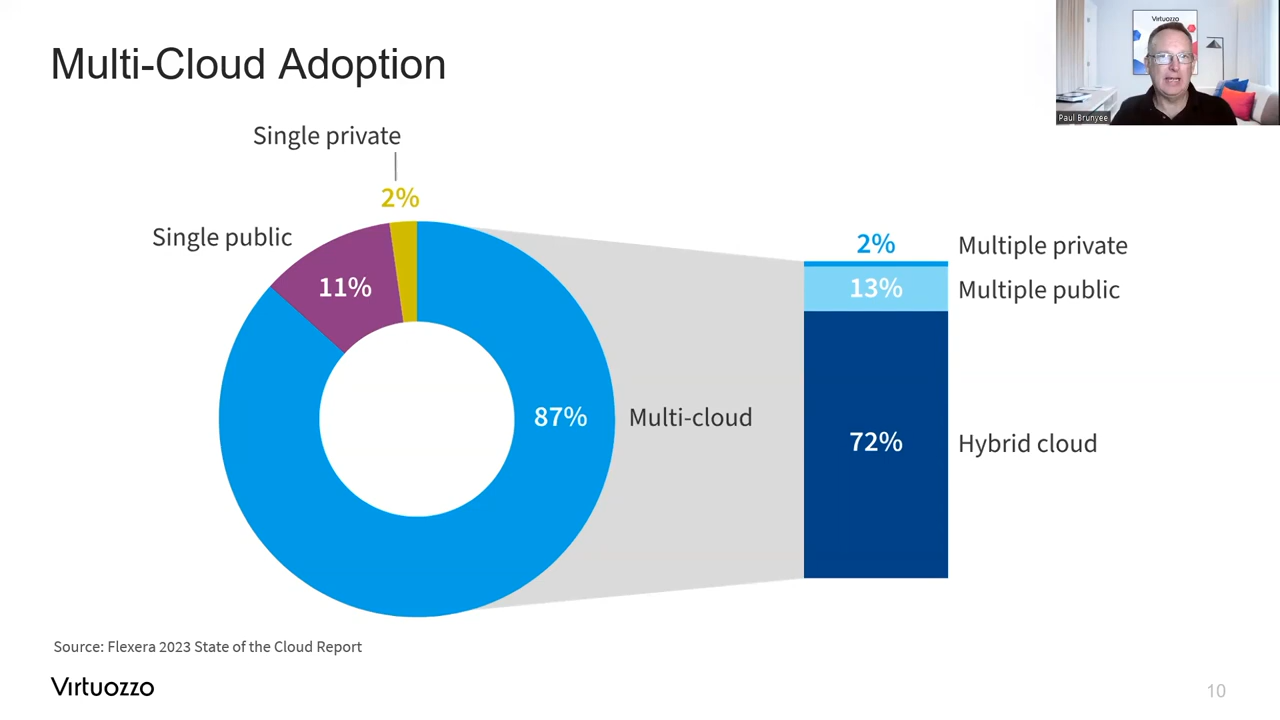 Multi-Cloud Adoption
Virtuozzo
Paul Brunyee
Single private
2%
Single public
11%
87%
Multi-cloud
2%
Multiple private
13%
Multiple public
72%
Hybrid cloud
Source: Flexera 2023 State of the Cloud Report
Virtuozzo
10